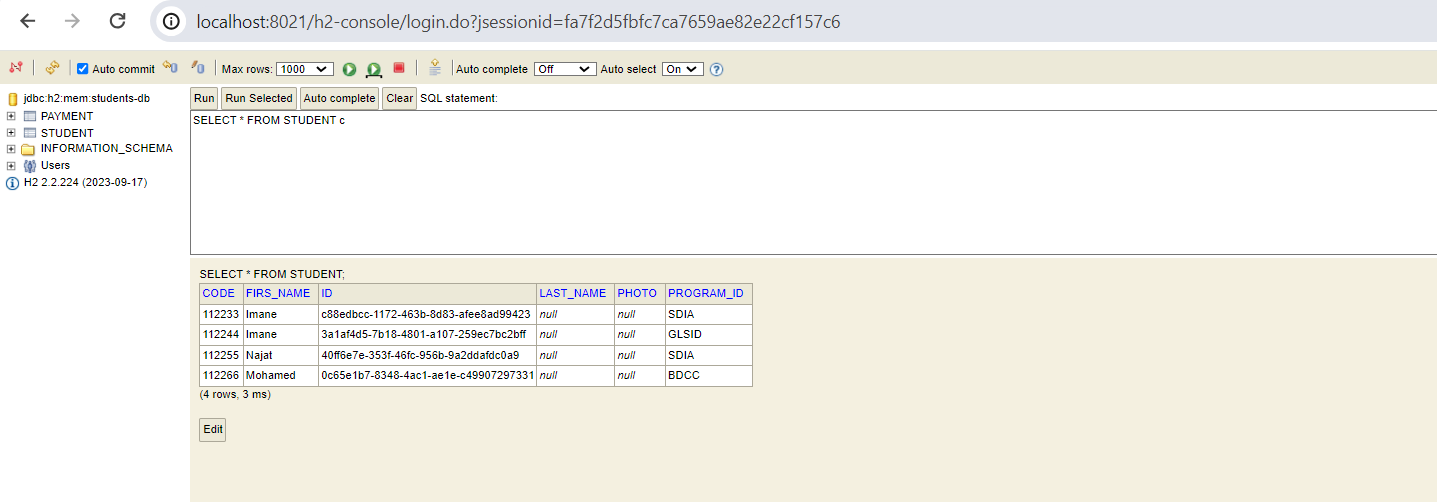 localhost:8021/h2-console/login.do?jsessionid=fa7f2d5fbfc7ca7659ae82e22cf157c6
Auto commit Max rows: 1000 Auto complete Off Auto select On ?
jdbc:h2:mem:students-db
PAYMENT
STUDENT
INFORMATION_SCHEMA
Users
H2 2.2.224 (2023-09-17)
Run Run Selected Auto complete Clear SQL statement:
SELECT * FROM STUDENT c
SELECT * FROM STUDENT;
CODE FIRS_NAME ID LAST_NAME PHOTO PROGRAM_ID
112233 Imane c88edbcc-1172-463b-8d83-afee8ad99423 null null SDIA
112244 Imane 3a1af4d5-7b18-4801-a107-259ec7bc2bff null null GLSID
112255 Najat 40ff6e7e-353f-46fc-956b-9a2ddafdc0a9 null null SDIA
112266 Mohamed 0c65e1b7-8348-4ac1-ae1e-c49907297331 null null BDCC
(4 rows, 3 ms)
Edit